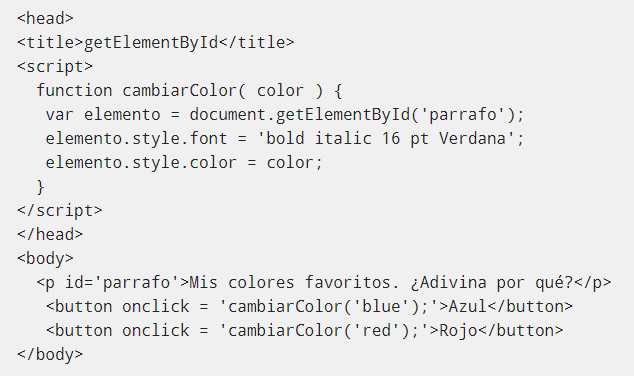 <head>
<title>getElementById</title>
<script>
  function cambiarColor( color ) {
   var elemento = document.getElementById('parrafo');
   elemento.style.font = 'bold italic 16 pt Verdana';
   elemento.style.color = color;
  }
</script>
</head>
<body>
  <p id='parrafo'>Mis colores favoritos. ¿Adivina por qué?</p>
   <button onclick = 'cambiarColor('blue');'>Azul</button>
   <button onclick = 'cambiarColor('red');'>Rojo</button>
</body>